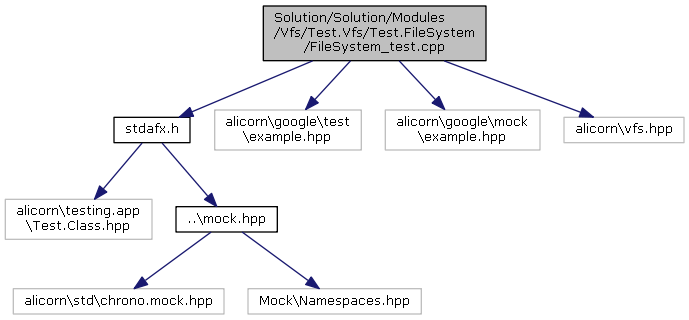 Solution/Solution/Modules
/Vfs/Test.Vfs/Test.FileSystem
/FileSystem_test.cpp
stdafx.h
alicorn\google\test
\example.hpp
alicorn\google\mock
\example.hpp
alicorn\vfs.hpp
alicorn\testing.app
\Test.Class.hpp
..\mock.hpp
alicorn\std\chrono.mock.hpp
Mock\Namespaces.hpp